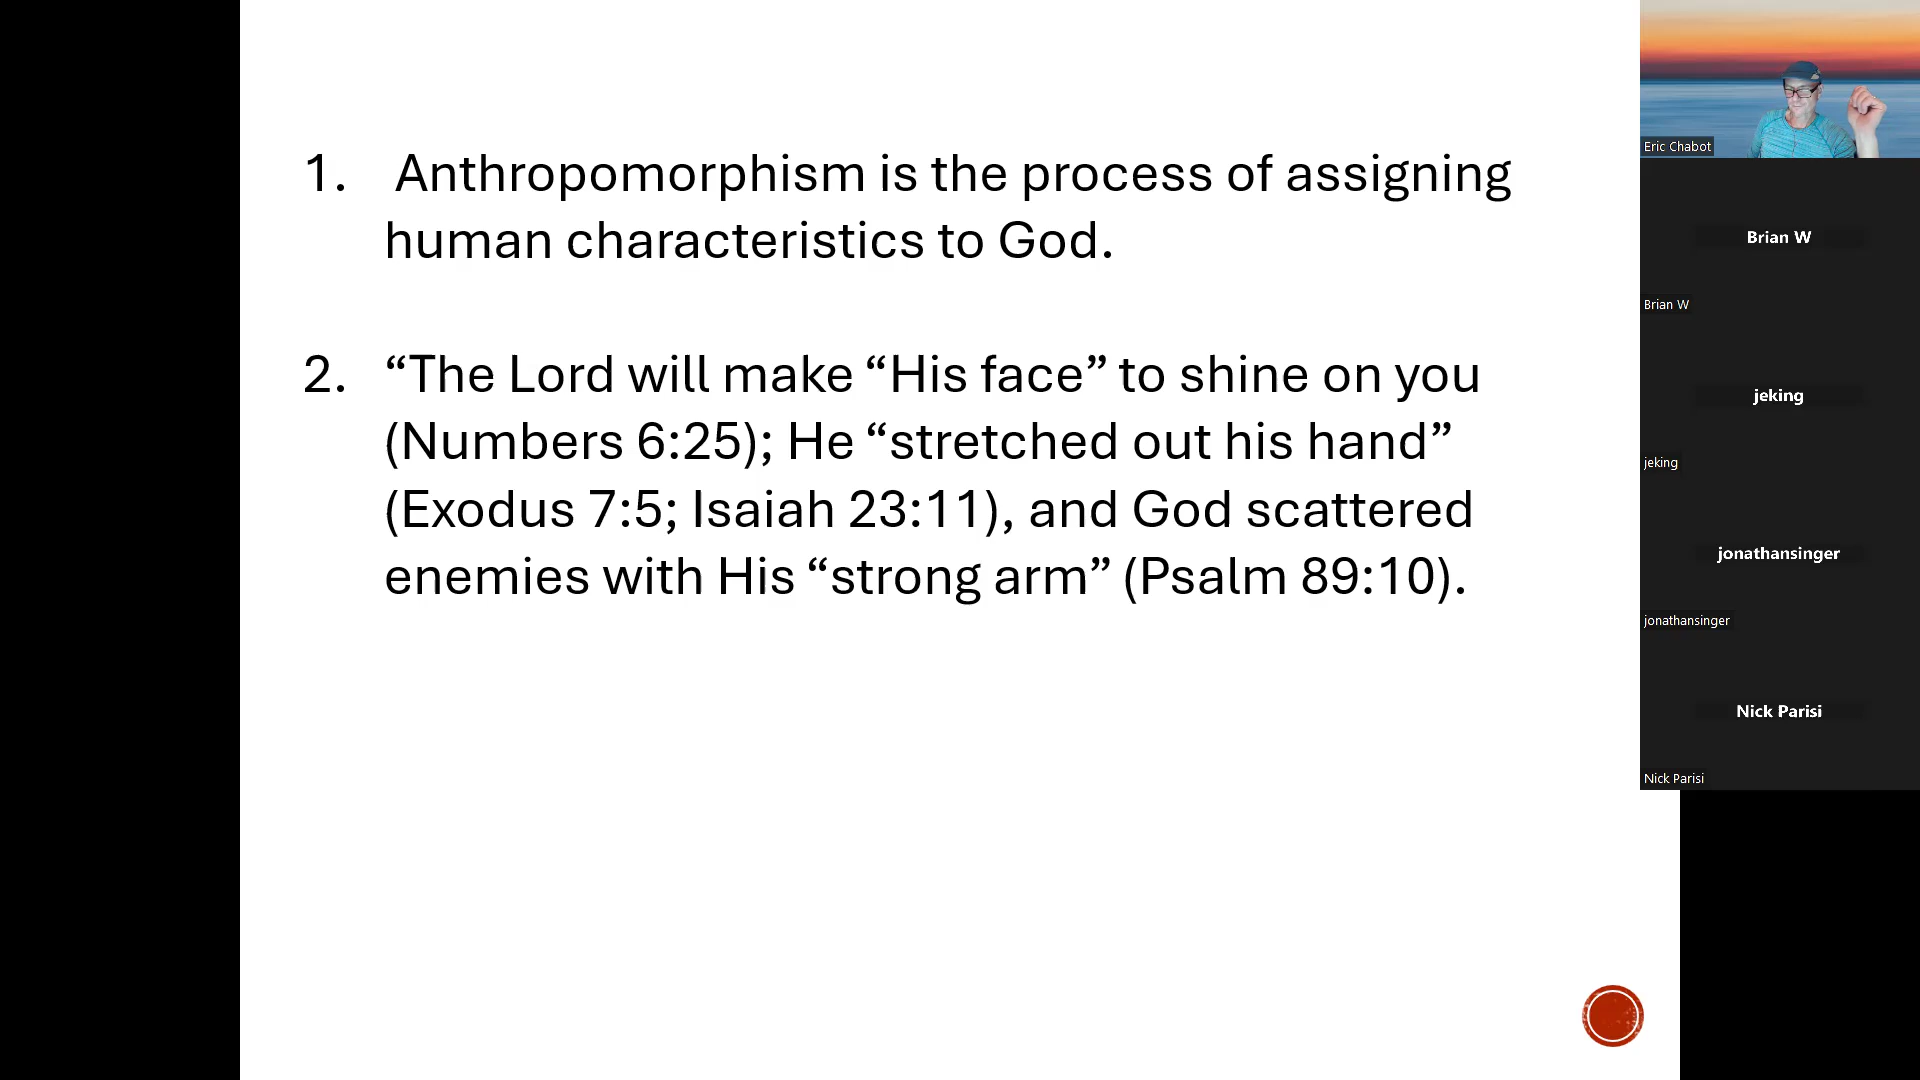 1. Anthropomorphism is the process of assigning
human characteristics to God.
2. “The Lord will make “His face” to shine on you
(Numbers 6:25); He “stretched out his hand”
(Exodus 7:5; Isaiah 23:11), and God scattered
enemies with His “strong arm” (Psalm 89:10).
Eric Chabot
Brian W
Brian W
jeking
jeking
jonathansinger
jonathansinger
Nick Parisi
Nick Parisi